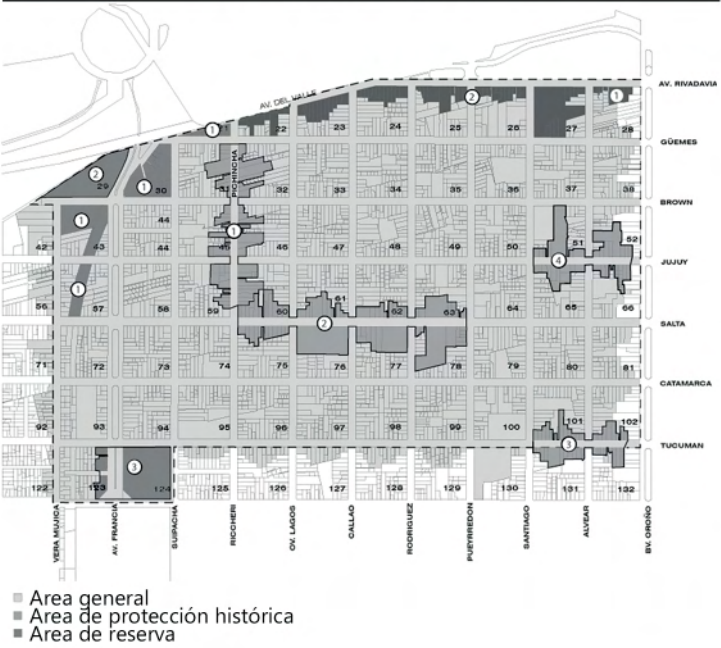 AV. RIVADAVIA
AV. DEL VALLE
2 1
1 22 23 24 25 26 27 28
GÜEMES
PICHINCHA
2 29 1 30 31 32 33 34 35 36 37 38
BROWN
1 44 1
42 43 44 45 46 47 48 49 50 51 52
4
JUJUY
1
56 57 58 59 60 61 62 63 64 65 66
2
SALTA
71 72 73 74 75 76 77 78 79 80 81
CATAMARCA
92 93 94 95 96 97 98 99 100 101 102
3
TUCUMAN
3
122 123 124 125 126 127 128 129 130 131 132
VERA MUJICA
AV. FRANCIA
SUIPACHA
RICCHERI
OV. LAGOS
CALLAO
RODRIGUEZ
PUEYRREDON
SANTIAGO
ALVEAR
BV. OROÑO
Area general
Area de protección histórica
Area de reserva